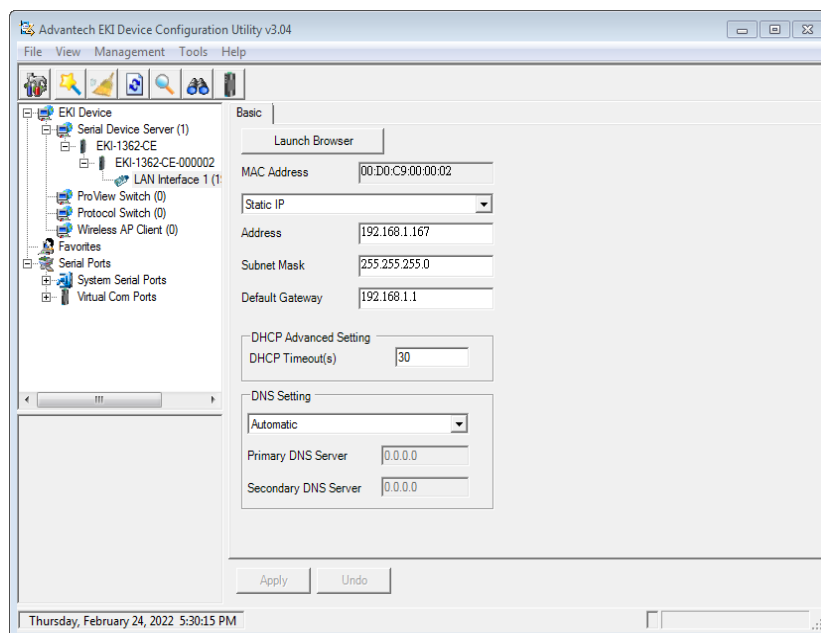 Advantech EKI Device Configuration Utility v3.04
File View Management Tools Help
EKI Device
Serial Device Server (1)
EKI-1362-CE
EKI-1362-CE-000002
LAN Interface 1 (1
ProView Switch (0)
Protocol Switch (0)
Wireless AP Client (0)
Favorites
Serial Ports
System Serial Ports
Virtual Com Ports
Basic
Launch Browser
MAC Address 00:D0:C9:00:00:02
Static IP
Address 192.168.1.167
Subnet Mask 255.255.255.0
Default Gateway 192.168.1.1
DHCP Advanced Setting
DHCP Timeout(s) 30
DNS Setting
Automatic
Primary DNS Server 0.0.0.0
Secondary DNS Server 0.0.0.0
Apply Undo
Thursday, February 24, 2022 5:30:15 PM